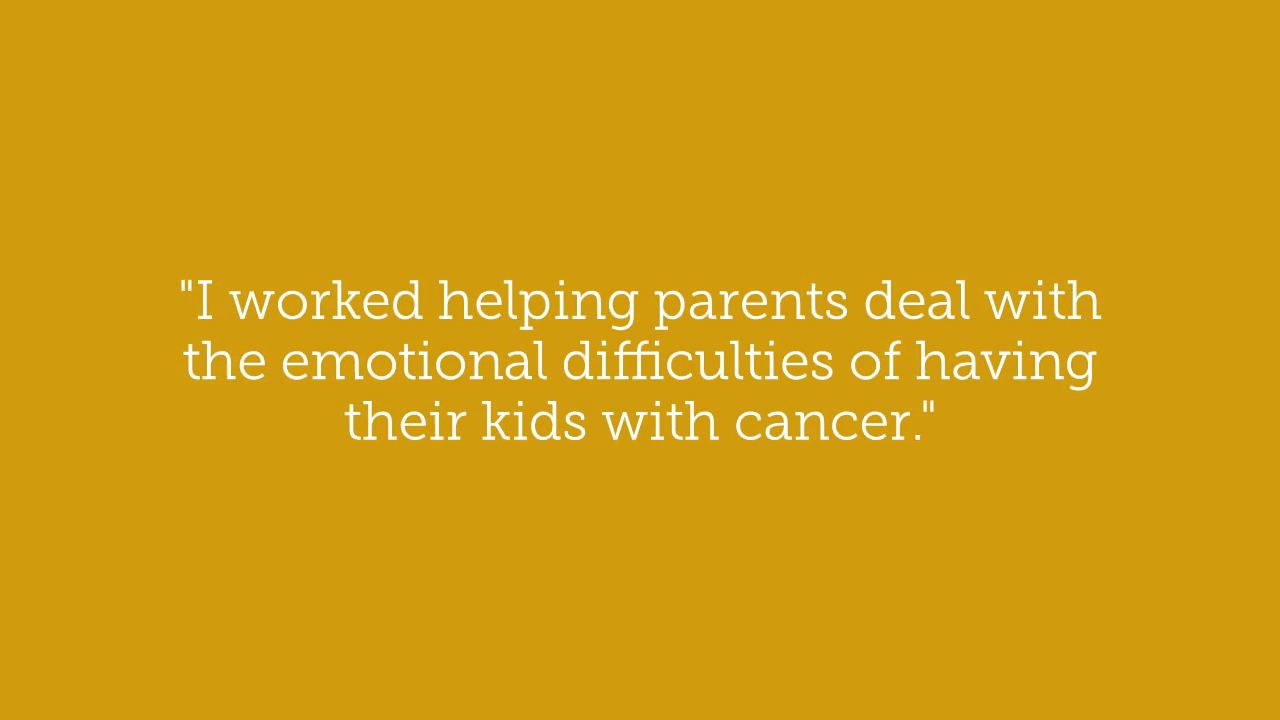 "I worked helping parents deal with
the emotional difficulties of having
their kids with cancer."